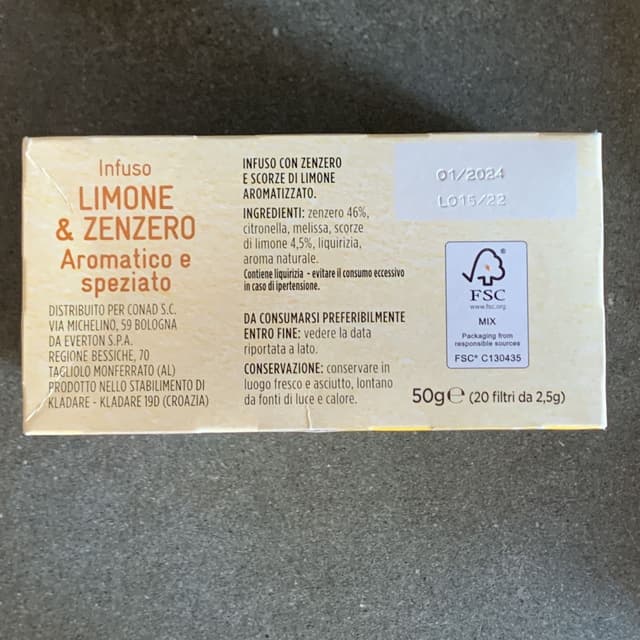 Infuso
LIMONE
& ZENZERO
Aromatico e
speziato
DISTRIBUITO PER CONAD S.C.
VIA MICHELINO, 59 BOLOGNA
DA EVERTON S.P.A.
REGIONE BESSICHE, 70
TAGLIOLO MONFERRATO (AL)
PRODOTTO NELLO STABILIMENTO DI
KLADARE - KLADARE 19D (CROAZIA)
INFUSO CON ZENZERO
E SCORZE DI LIMONE
AROMATIZZATO.
INGREDIENTI: zenzero 46%,
citronella, melissa, scorze
di limone 4,5%, liquirizia,
aroma naturale.
Contiene liquirizia - evitare il consumo eccessivo
in caso di ipertensione.
DA CONSUMARSI PREFERIBILMENTE
ENTRO FINE: vedere la data
riportata a lato.
CONSERVAZIONE: conservare in
luogo fresco e asciutto, lontano
da fonti di luce e calore.
01/2024
L015/22
FSC
www.fsc.org
MIX
Packaging from
responsible sources
FSC® C130435
50g℮ (20 filtri da 2,5g)